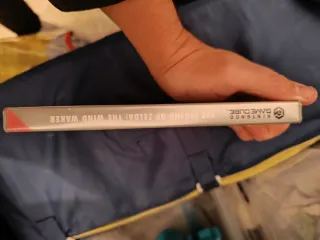 NINTENDO
GAMECUBE
THE LEGEND OF ZELDA: THE WIND WAKER